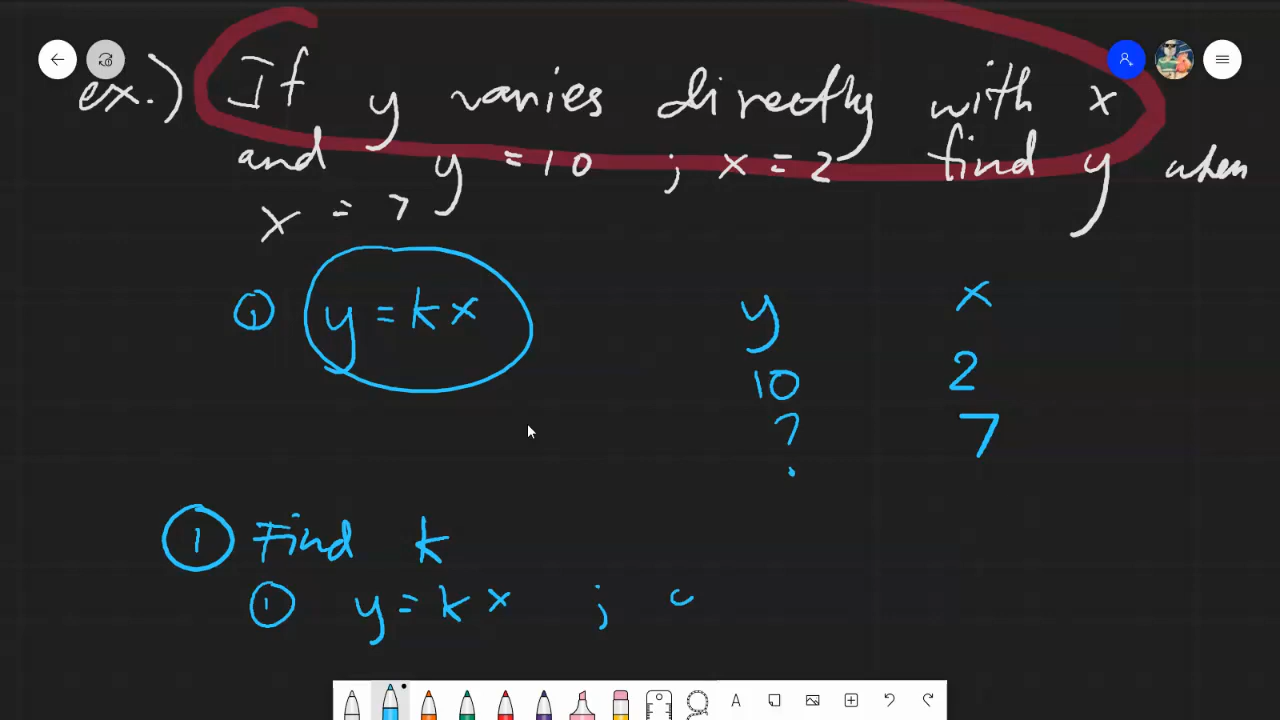 ex.) If y varies directly with x
and y = 10 ; x = 2 find y when
x = 7
① y = kx y x
10 2
? 7
① Find k
① y = kx ;
A